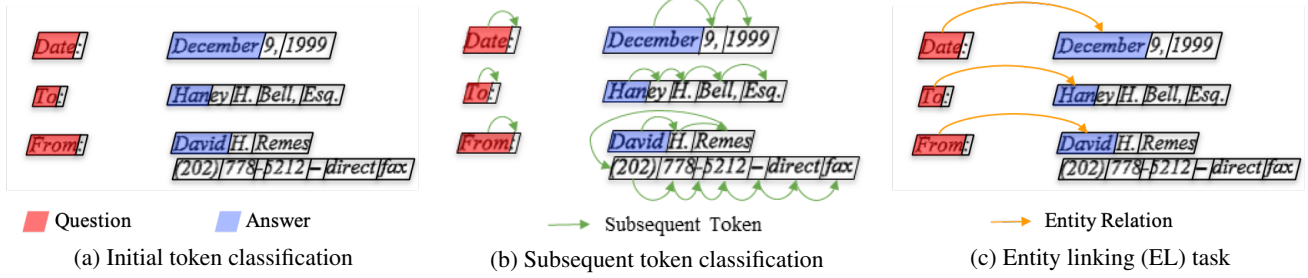 Date: December 9, 1999
To: Haney H. Bell, Esq.
From: David H. Remes
(202) 778-5212 – direct fax
Question Answer
(a) Initial token classification
Date: December 9, 1999
To: Haney H. Bell, Esq.
From: David H. Remes
(202) 778-5212 – direct fax
Subsequent Token
(b) Subsequent token classification
Date: December 9, 1999
To: Haney H. Bell, Esq.
From: David H. Remes
(202) 778-5212 – direct fax
Entity Relation
(c) Entity linking (EL) task